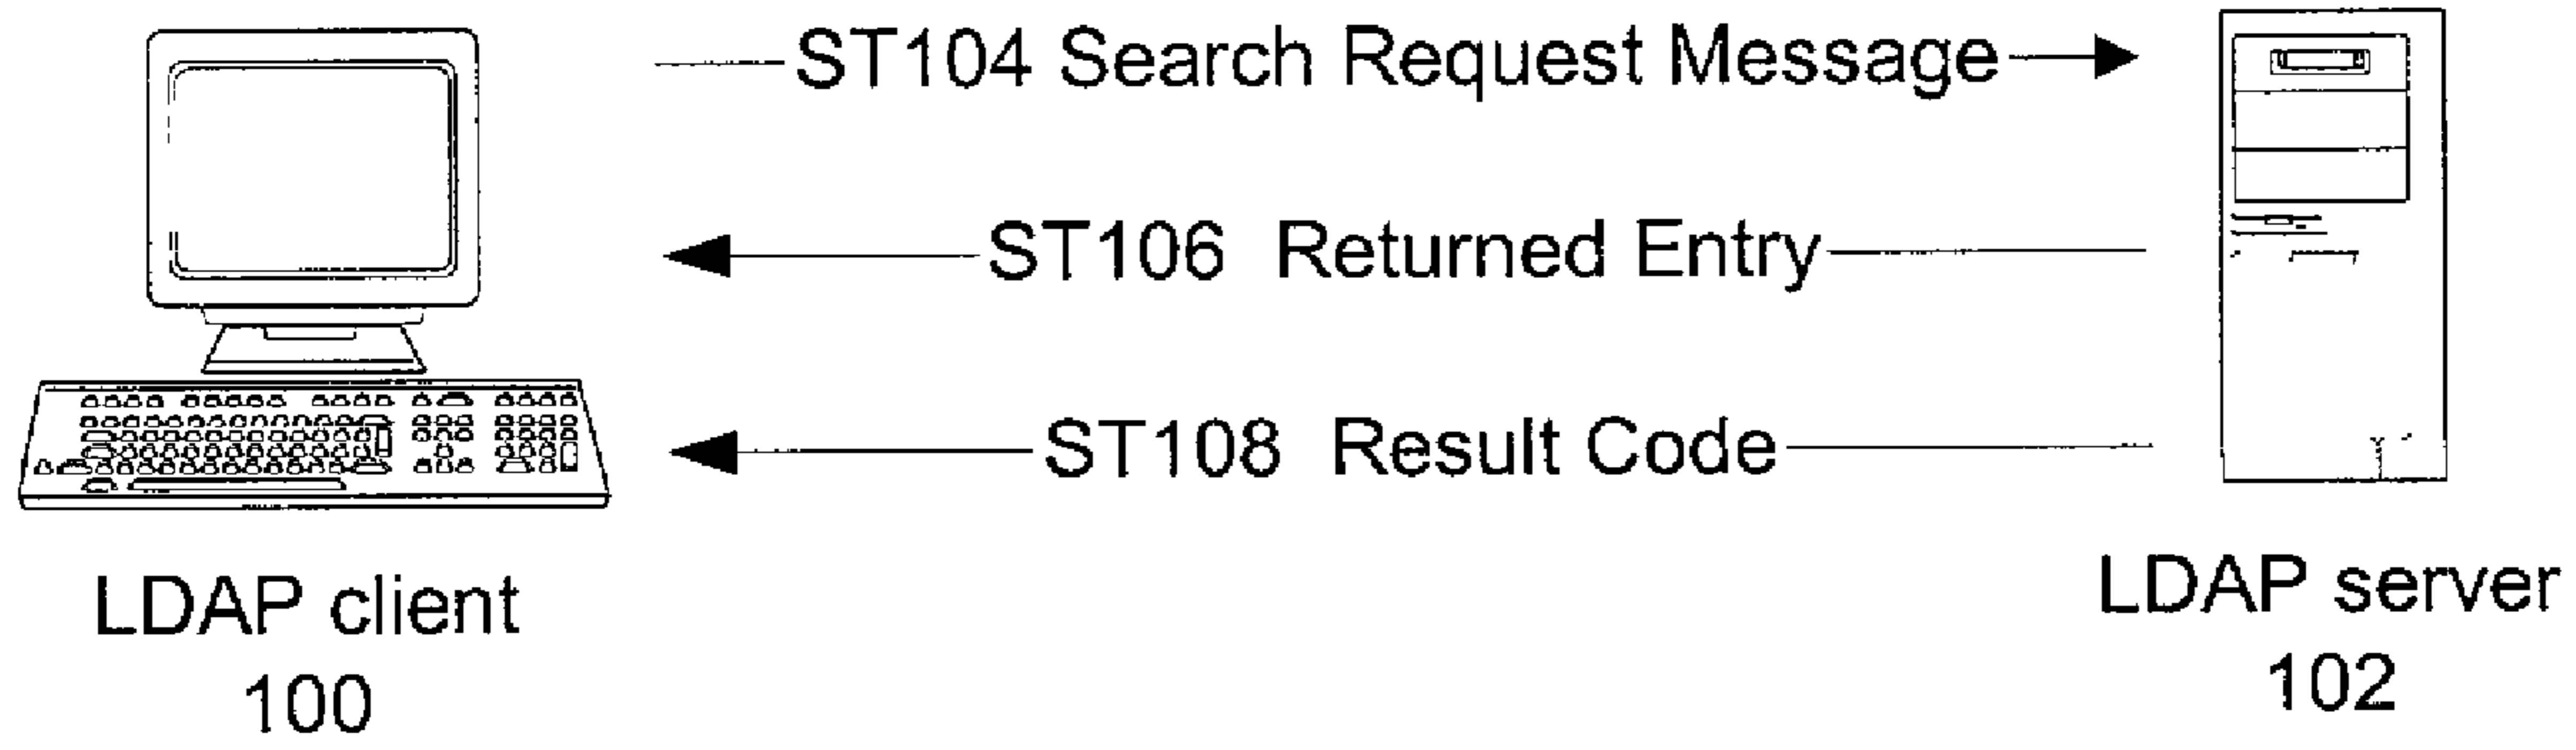 ST104 Search Request Message
ST106 Returned Entry
ST108 Result Code
LDAP client
100
LDAP server
102